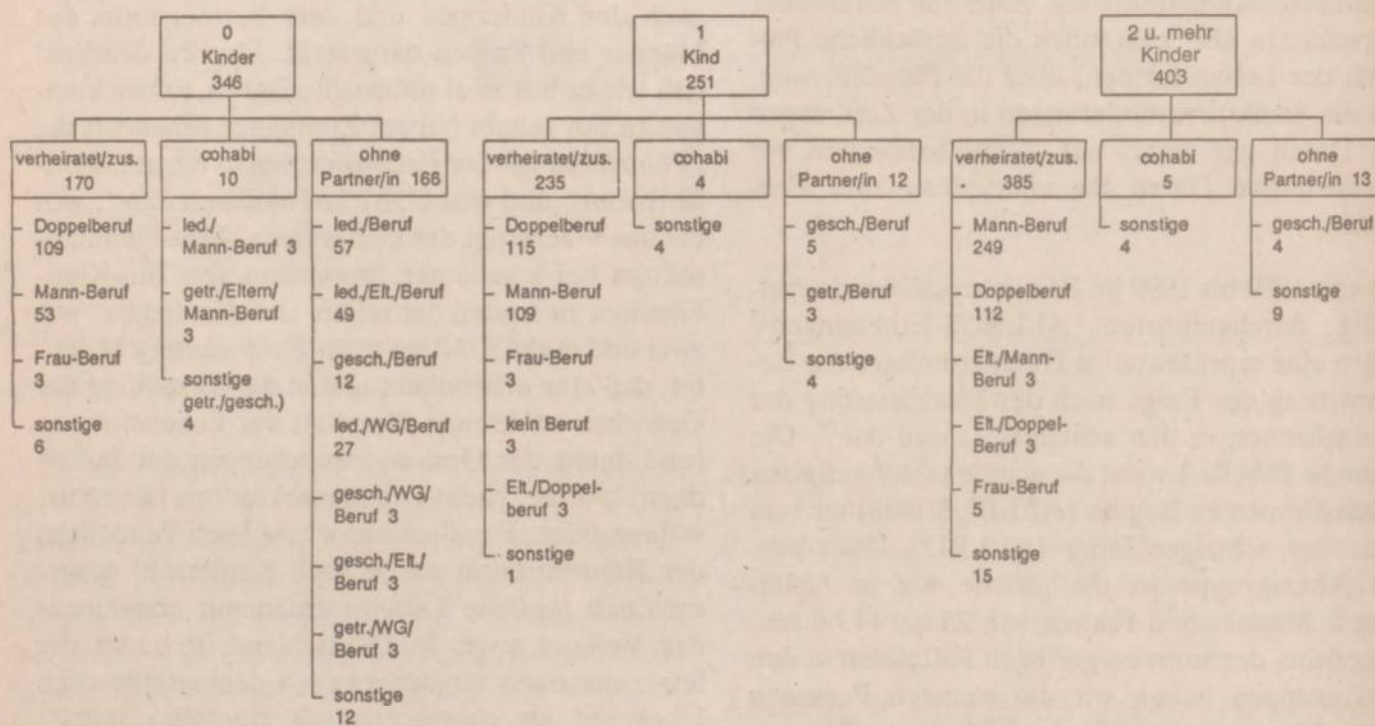 0
Kinder
346
verheiratet/zus.
170
Doppelberuf
109
Mann-Beruf
53
Frau-Beruf
3
sonstige
6
cohabi
10
led./
Mann-Beruf 3
getr./Eltern/
Mann-Beruf
3
sonstige
getr./gesch.)
4
ohne
Partner/in 166
led./Beruf
57
led./Elt./Beruf
49
gesch./Beruf
12
led./WG/Beruf
27
gesch./WG/
Beruf 3
gesch./Elt./
Beruf 3
getr./WG/
Beruf 3
sonstige
12
1
Kind
251
verheiratet/zus.
235
Doppelberuf
115
Mann-Beruf
109
Frau-Beruf
3
kein Beruf
3
Elt./Doppel-
beruf 3
sonstige
1
cohabi
4
sonstige
4
ohne
Partner/in 12
gesch./Beruf
5
getr./Beruf
3
sonstige
4
2 u. mehr
Kinder
403
verheiratet/zus.
385
Mann-Beruf
249
Doppelberuf
112
Elt./Mann-
Beruf 3
Elt./Doppel-
Beruf 3
Frau-Beruf
5
sonstige
15
cohabi
5
sonstige
4
ohne
Partner/in 13
gesch./Beruf
4
sonstige
9